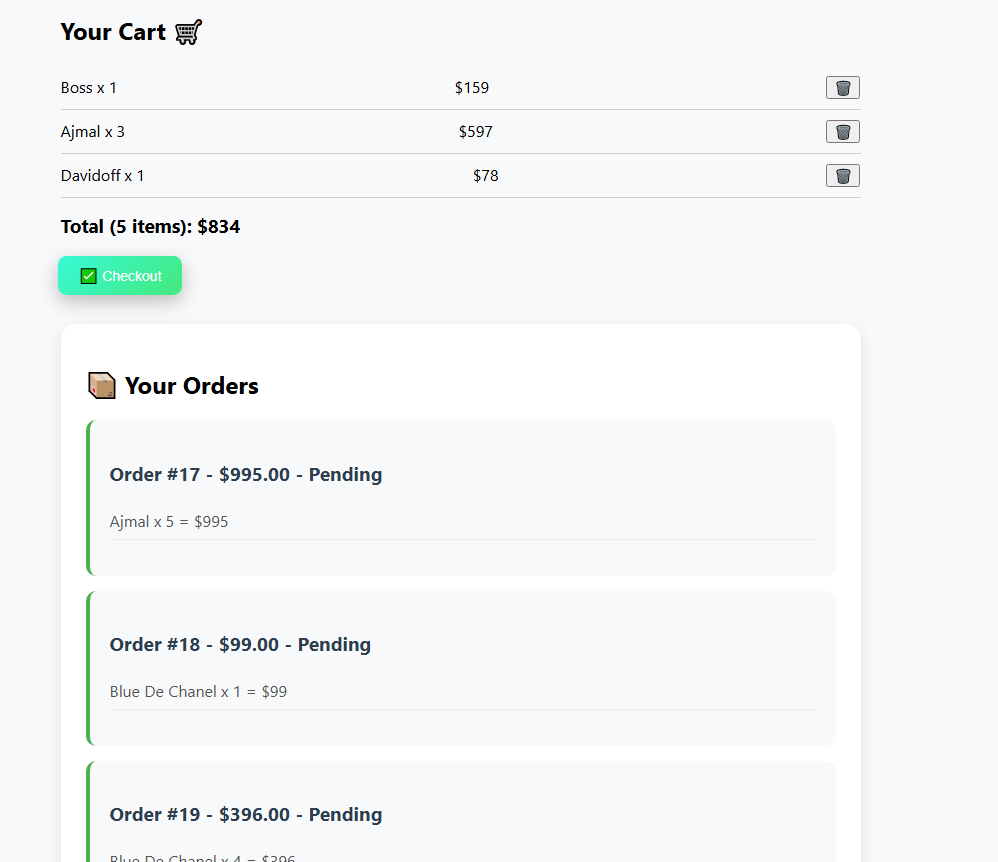 Your Cart 🛒
Boss x 1 $159 🗑️
Ajmal x 3 $597 🗑️
Davidoff x 1 $78 🗑️
Total (5 items): $834
✅ Checkout
📦 Your Orders
Order #17 - $995.00 - Pending
Ajmal x 5 = $995
Order #18 - $99.00 - Pending
Blue De Chanel x 1 = $99
Order #19 - $396.00 - Pending
Blue De Chanel x 4 = $396